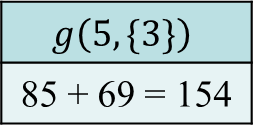 g(5,{3})
85 + 69 = 154